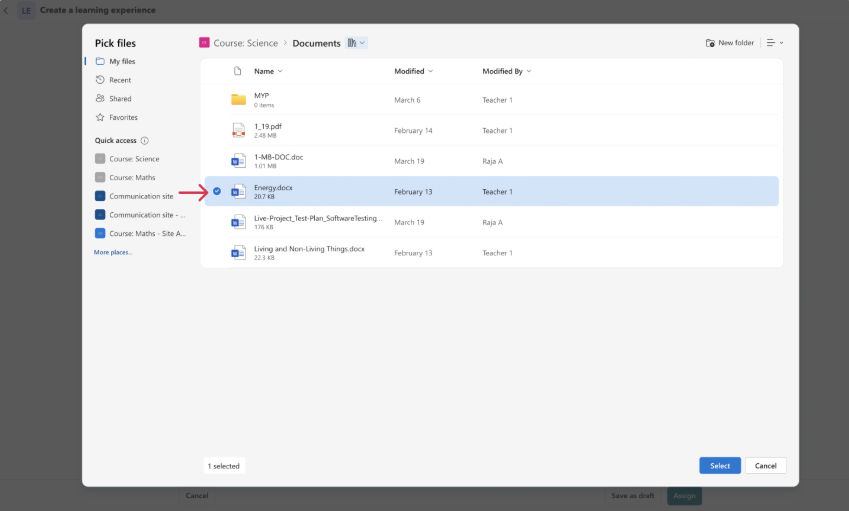 LE Create a learning experience
Pick files
My files
Recent
Shared
Favorites
Quick access
Course: Science
Course: Maths
Communication site
Communication site - ...
Course: Maths - Site A...
More places...
Course: Science > Documents
New folder
Name Modified Modified By
MYP March 6 Teacher 1
0 items
1_19.pdf February 14 Teacher 1
2.48 MB
1-MB-DOC.doc March 19 Raja A
1.01 MB
Energy.docx February 13 Teacher 1
20.7 KB
Live-Project_Test-Plan_SoftwareTesting... March 19 Raja A
176 KB
Living and Non-Living Things.docx February 13 Teacher 1
22.3 KB
1 selected
Select Cancel
Cancel Save as draft Assign